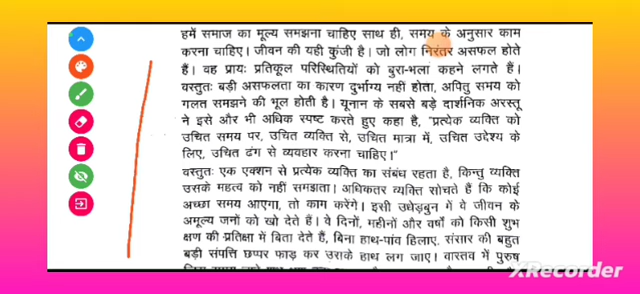 हमें समाज का मूल्य समझना चाहिए साथ ही, समय के अनुसार काम
करना चाहिए। जीवन की यही कुंजी है। जो लोग निरंतर असफल होते
हैं। वह प्रायः प्रतिकूल परिस्थितियों को बुरा-भला कहने लगते हैं।
वस्तुतः बड़ी असफलता का कारण दुर्भाग्य नहीं होता, अपितु समय को
गलत समझने की भूल होती है। यूनान के सबसे बड़े दार्शनिक अरस्तू
ने इसे और भी अधिक स्पष्ट करते हुए कहा है, "प्रत्येक व्यक्ति को
उचित समय पर, उचित व्यक्ति से, उचित मात्रा में, उचित उद्देश्य के
लिए, उचित ढंग से व्यवहार करना चाहिए।"
वस्तुतः एक एक्शन से प्रत्येक व्यक्ति का संबंध रहता है, किन्तु व्यक्ति
उसके महत्व को नहीं समझता। अधिकतर व्यक्ति सोचते हैं कि कोई
अच्छा समय आएगा, तो काम करेंगे। इसी उधेड़बुन में वे जीवन के
अमूल्य जनों को खो देते हैं। वे दिनों, महीनों और वर्षों को किसी शुभ
क्षण की प्रतिक्षा में बिता देते हैं, बिना हाथ-पांव हिलाए, संसार की बहुत
बड़ी संपत्ति छप्पर फाड़ कर उसके हाथ लग जाए। वास्तव में पुरुष
XRecorder